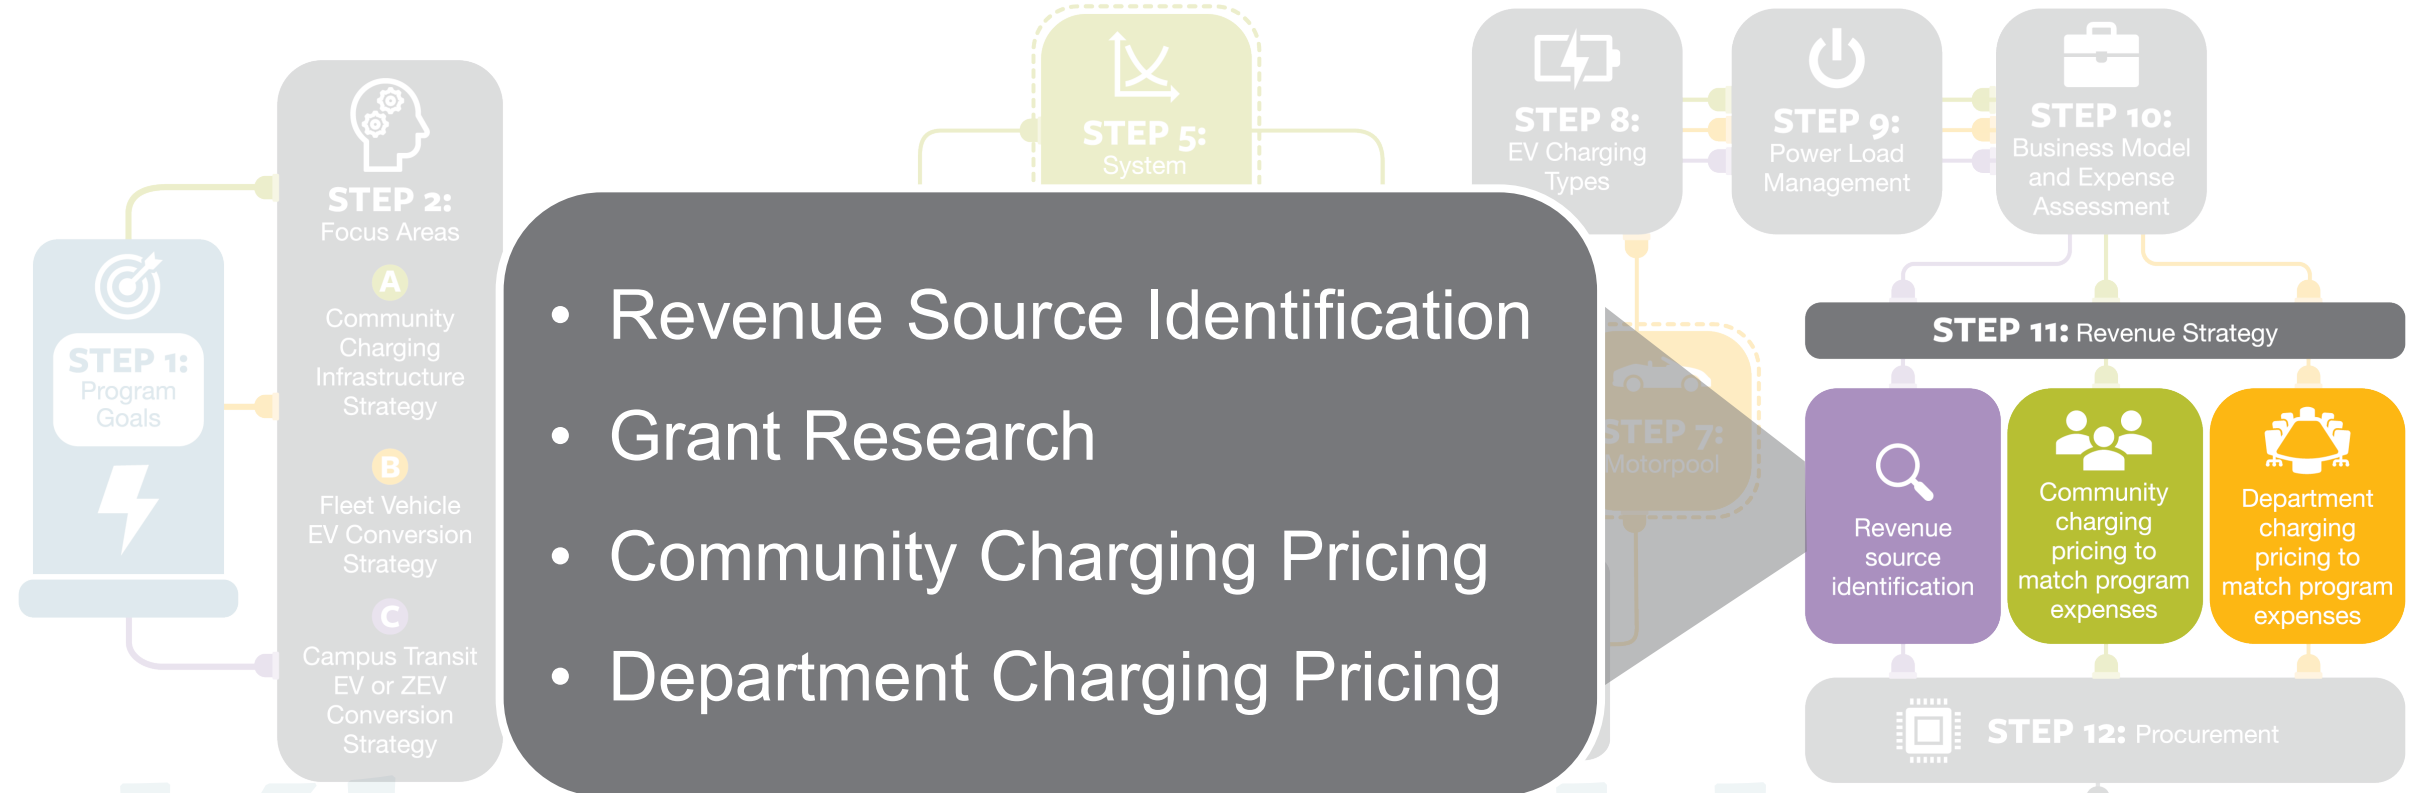 STEP 1:
Program
Goals
STEP 2:
Focus Areas
A
Community
Charging
Infrastructure
Strategy
B
Fleet Vehicle
EV Conversion
Strategy
C
Campus Transit
EV or ZEV
Conversion
Strategy
STEP 5:
System
• Revenue Source Identification
• Grant Research
• Community Charging Pricing
• Department Charging Pricing
STEP 7:
Motorpool
STEP 8:
EV Charging
Types
STEP 9:
Power Load
Management
STEP 10:
Business Model
and Expense
Assessment
STEP 11: Revenue Strategy
Revenue
source
identification
Community
charging
pricing to
match program
expenses
Department
charging
pricing to
match program
expenses
STEP 12: Procurement